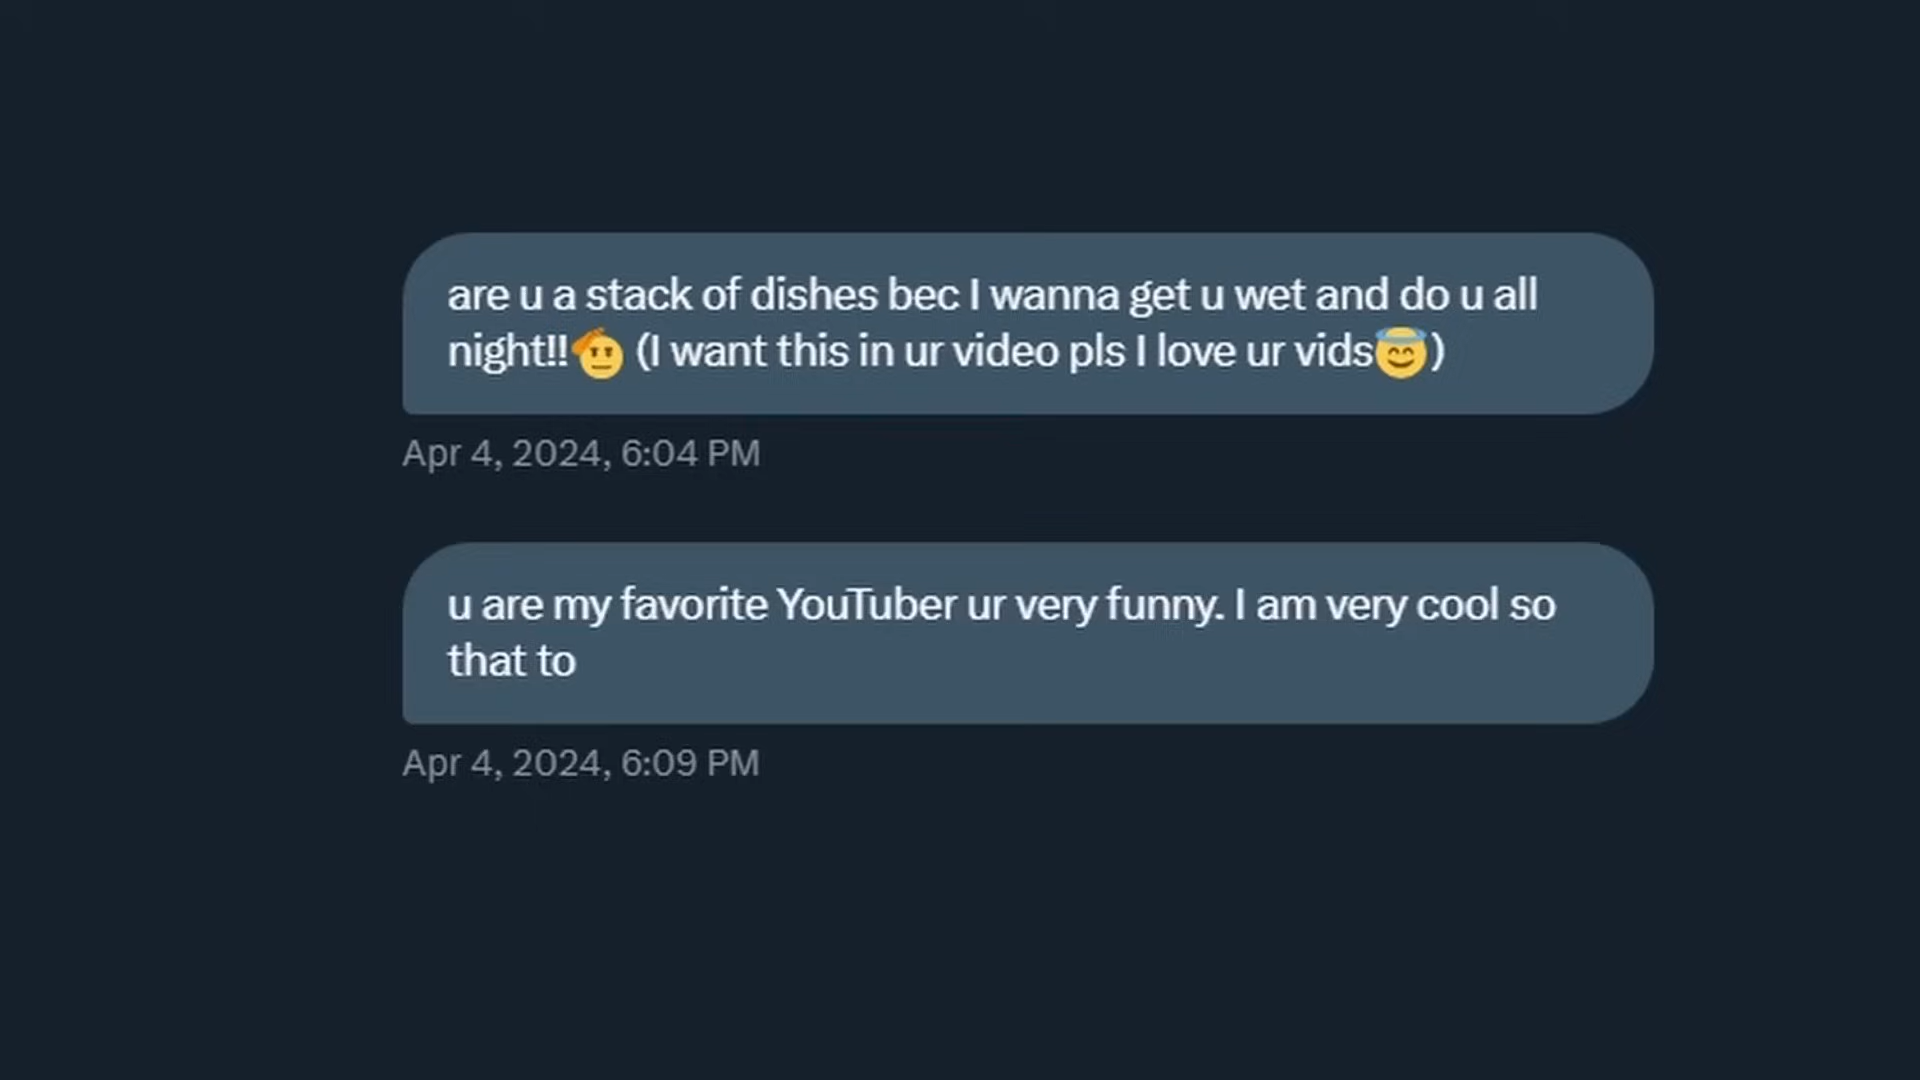 are u a stack of dishes bec I wanna get u wet and do u all
night!!🤕 (I want this in ur video pls I love ur vids😇)
Apr 4, 2024, 6:04 PM
u are my favorite YouTuber ur very funny. I am very cool so
that to
Apr 4, 2024, 6:09 PM